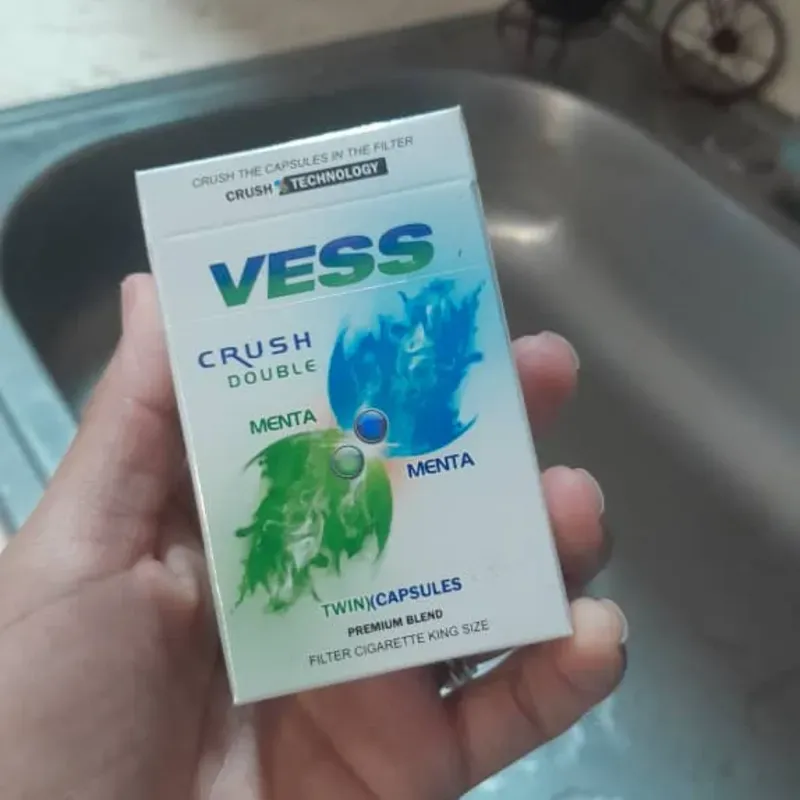 CRUSH THE CAPSULES IN THE FILTER
CRUSH TECHNOLOGY
VESS
CRUSH
DOUBLE
MENTA
MENTA
TWIN)(CAPSULES
PREMIUM BLEND
FILTER CIGARETTE KING SIZE